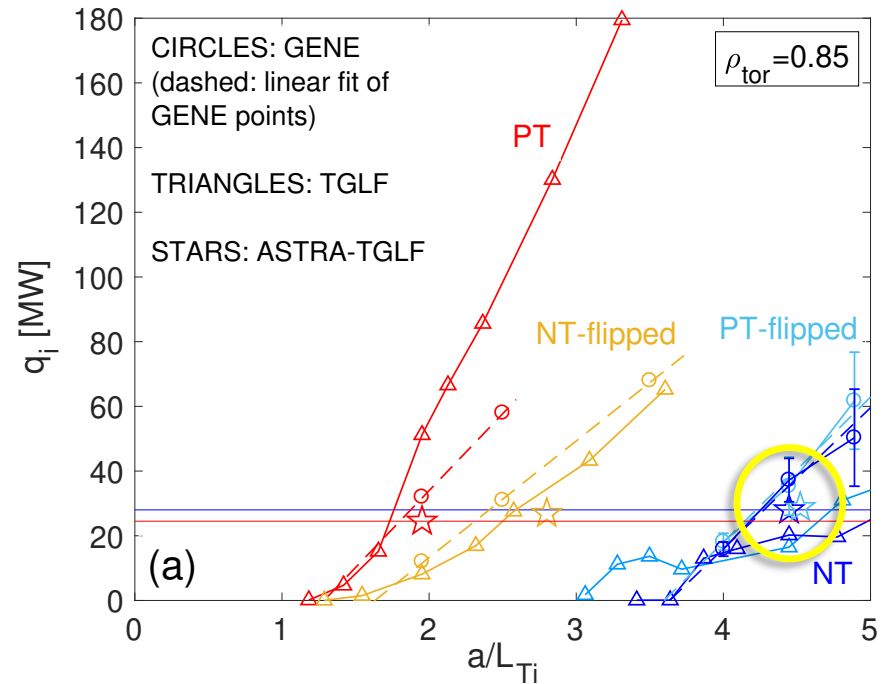 180
160
140
120
100
80
60
40
20
0
q_i [MW]
CIRCLES: GENE
(dashed: linear fit of
GENE points)
TRIANGLES: TGLF
STARS: ASTRA-TGLF
PT
ρ_tor=0.85
NT-flipped
PT-flipped
NT
(a)
0 1 2 3 4 5
a/L_Ti